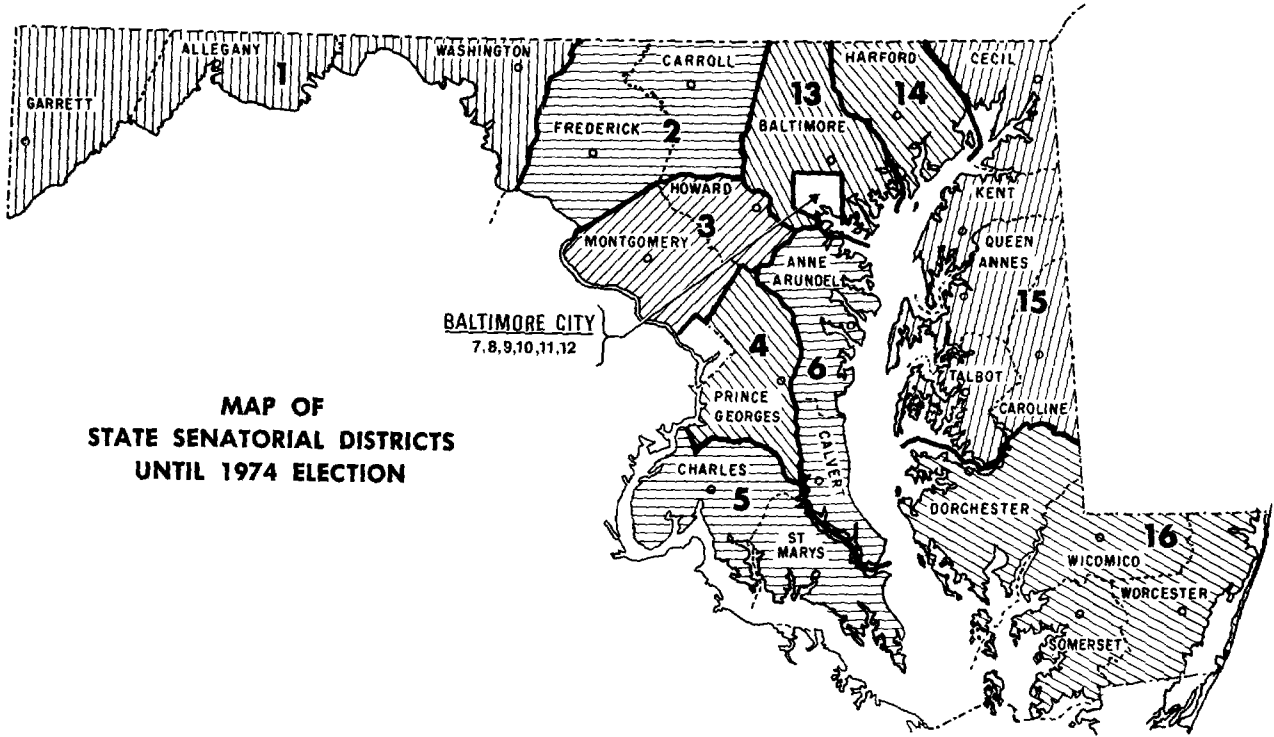 GARRETT
ALLEGANY
1
WASHINGTON
FREDERICK
CARROLL
2
13
BALTIMORE
HARFORD
14
CECIL
KENT
QUEEN
ANNES
15
TALBOT
CAROLINE
HOWARD
3
MONTGOMERY
ANNE
ARUNDEL
BALTIMORE CITY
7,8,9,10,11,12
4
PRINCE
GEORGES
6
CALVERT
MAP OF
STATE SENATORIAL DISTRICTS
UNTIL 1974 ELECTION
CHARLES
5
ST
MARYS
DORCHESTER
16
WICOMICO
WORCESTER
SOMERSET